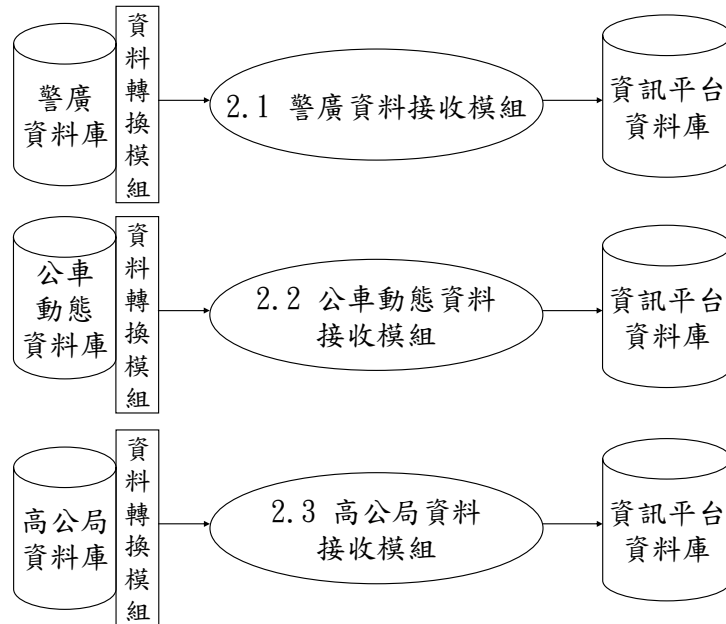 警廣
資料庫
資料轉換模組
2.1 警廣資料接收模組
資訊平台
資料庫
公車
動態
資料庫
資料轉換模組
2.2 公車動態資料
接收模組
資訊平台
資料庫
高公局
資料庫
資料轉換模組
2.3 高公局資料
接收模組
資訊平台
資料庫